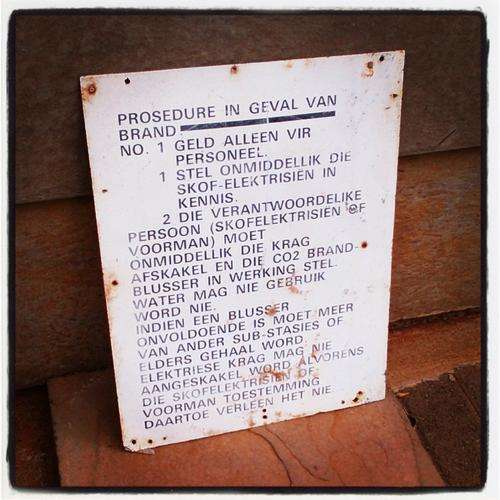 PROSEDURE IN GEVAL VAN
BRAND
NO. 1 GELD ALLEEN VIR
PERSONEEL.
1 STEL ONMIDDELLIK DIE
SKOF-ELEKTRISIËN IN
KENNIS.
2 DIE VERANTWOORDELIKE
PERSOON (SKOFELEKTRISIËN OF
VOORMAN) MOET
ONMIDDELLIK DIE KRAG
AFSKAKEL EN DIE CO2 BRAND-
BLUSSER IN WERKING STEL.
WATER MAG NIE GEBRUIK
WORD NIE.
INDIEN EEN BLUSSER
ONVOLDOENDE IS MOET MEER
VAN ANDER SUB-STASIES OF
ELDERS GEHAAL WORD.
ELEKTRIESE KRAG MAG NIE
AANGESKAKEL WORD ALVORENS
DIE SKOFELEKTRISIËN OF
VOORMAN TOESTEMMING
DAARTOE VERLEEN HET NIE